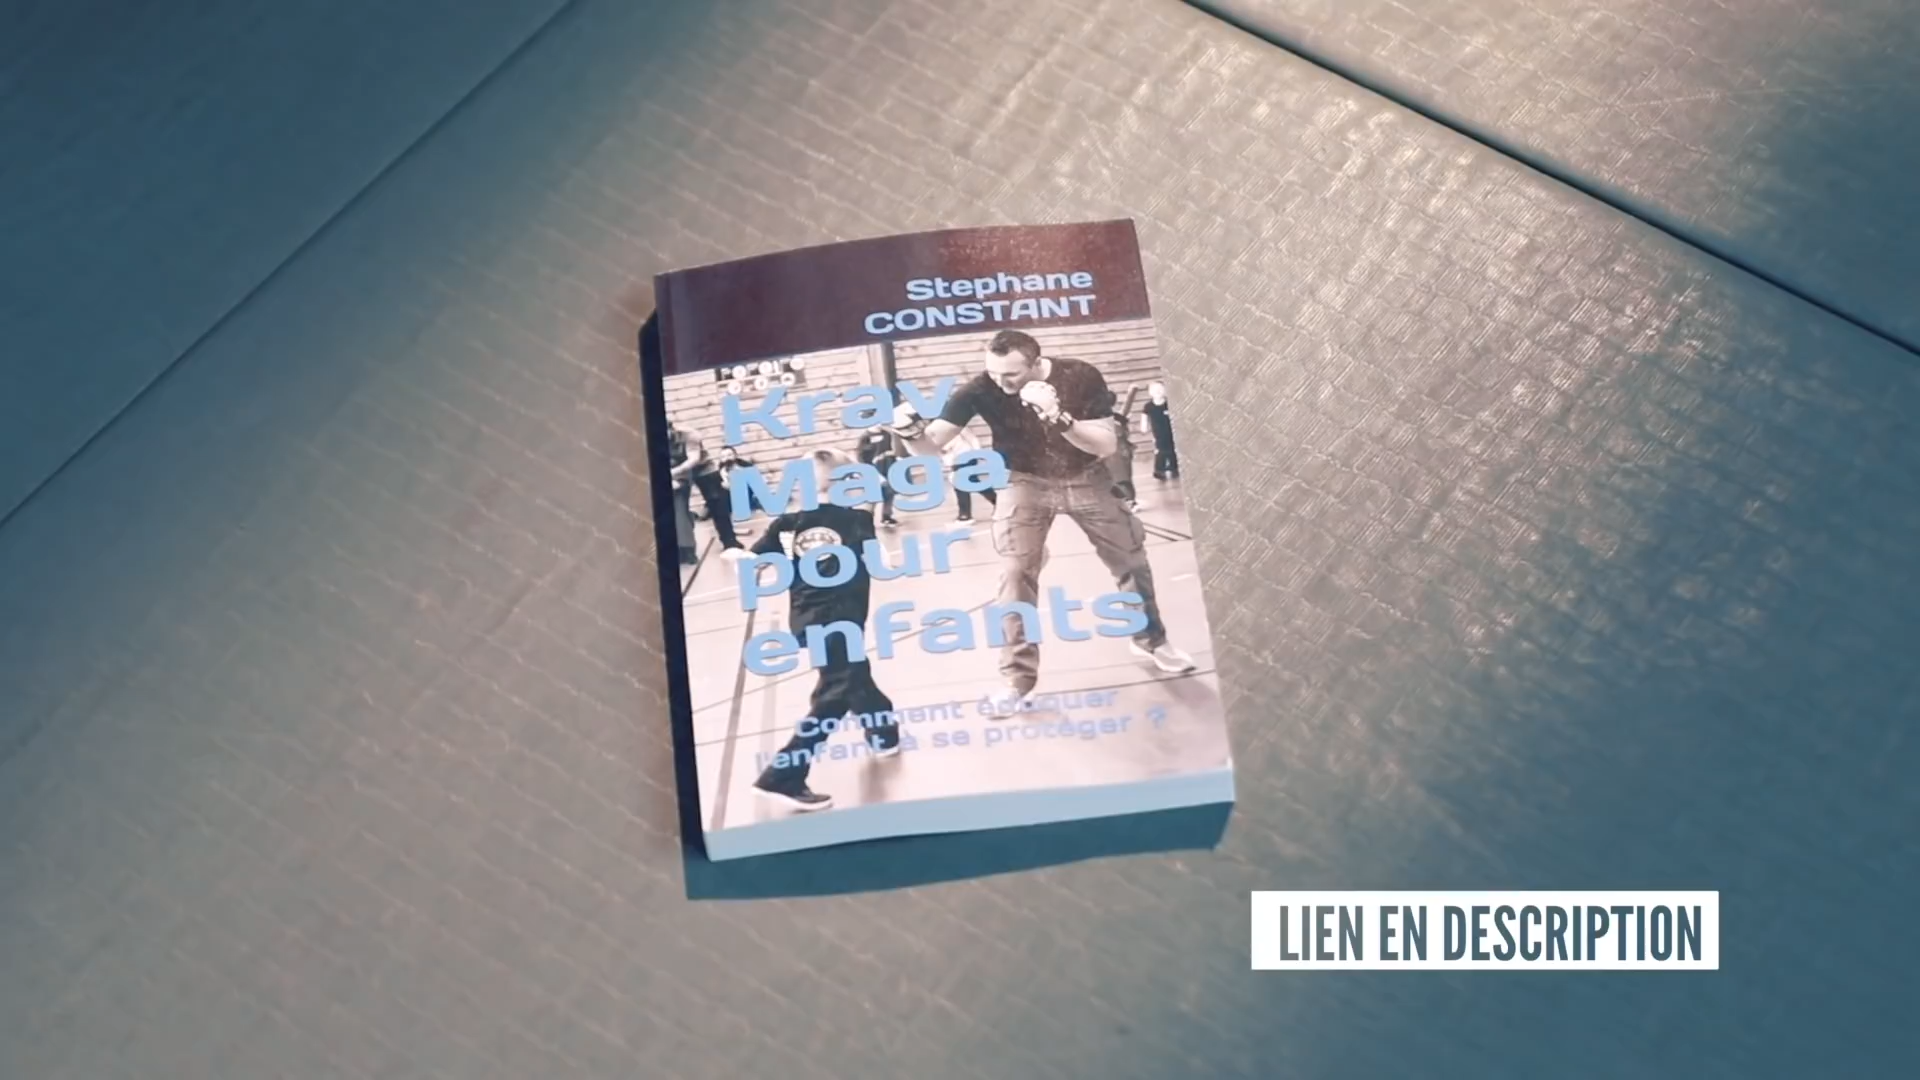 Stephane
CONSTANT
Krav
Maga
pour
enfants
Comment éduquer
l'enfant à se protéger ?
LIEN EN DESCRIPTION